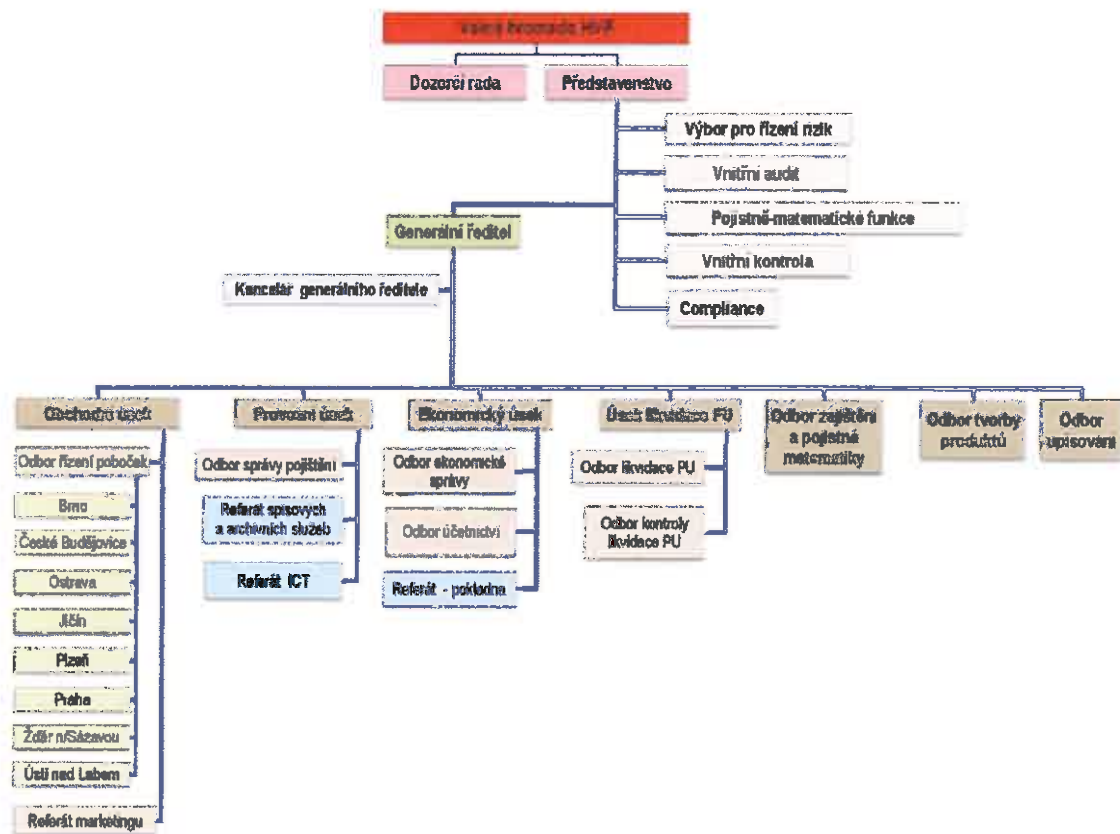 Valná hromada HVP
Dozorčí rada
Představenstvo
Výbor pro řízení rizik
Vnitřní audit
Pojistně-matematické funkce
Generální ředitel
Vnitřní kontrola
Kancelář generálního ředitele
Compliance
Obchodní úsek
Provozní úsek
Ekonomický úsek
Úsek likvidace PU
Odbor zajištění
a pojistné
matematiky
Odbor tvorby
produktů
Odbor
upisování
Odbor řízení poboček
Brno
České Budějovice
Ostrava
Jičín
Plzeň
Praha
Žďár n/Sázavou
Ústí nad Labem
Referát marketingu
Odbor správy pojištění
Referát spisových
a archivních služeb
Referát ICT
Odbor ekonomické
správy
Odbor účetnictví
Referát - pokladna
Odbor likvidace PU
Odbor kontroly
likvidace PU